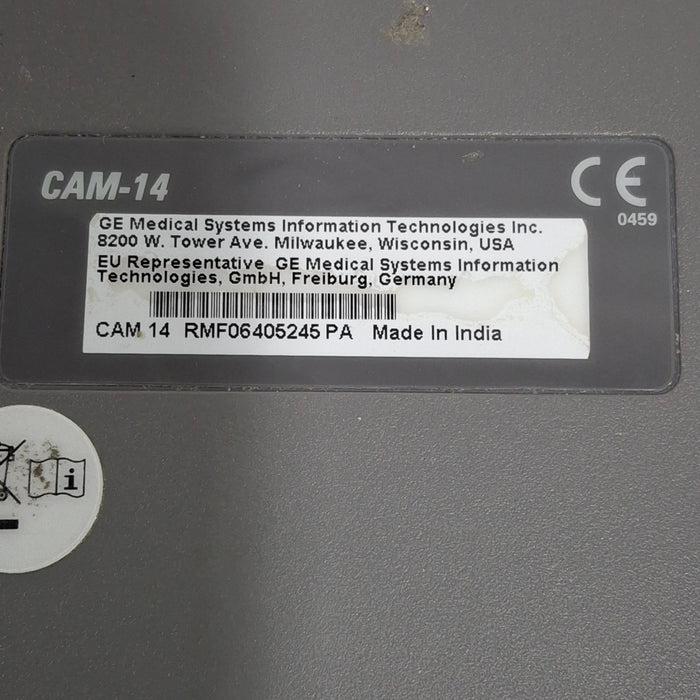 CAM-14
CE
0459
GE Medical Systems Information Technologies Inc.
8200 W. Tower Ave. Milwaukee, Wisconsin, USA
EU Representative GE Medical Systems Information
Technologies, GmbH, Freiburg, Germany
CAM 14 RMF06405245 PA Made In India
i